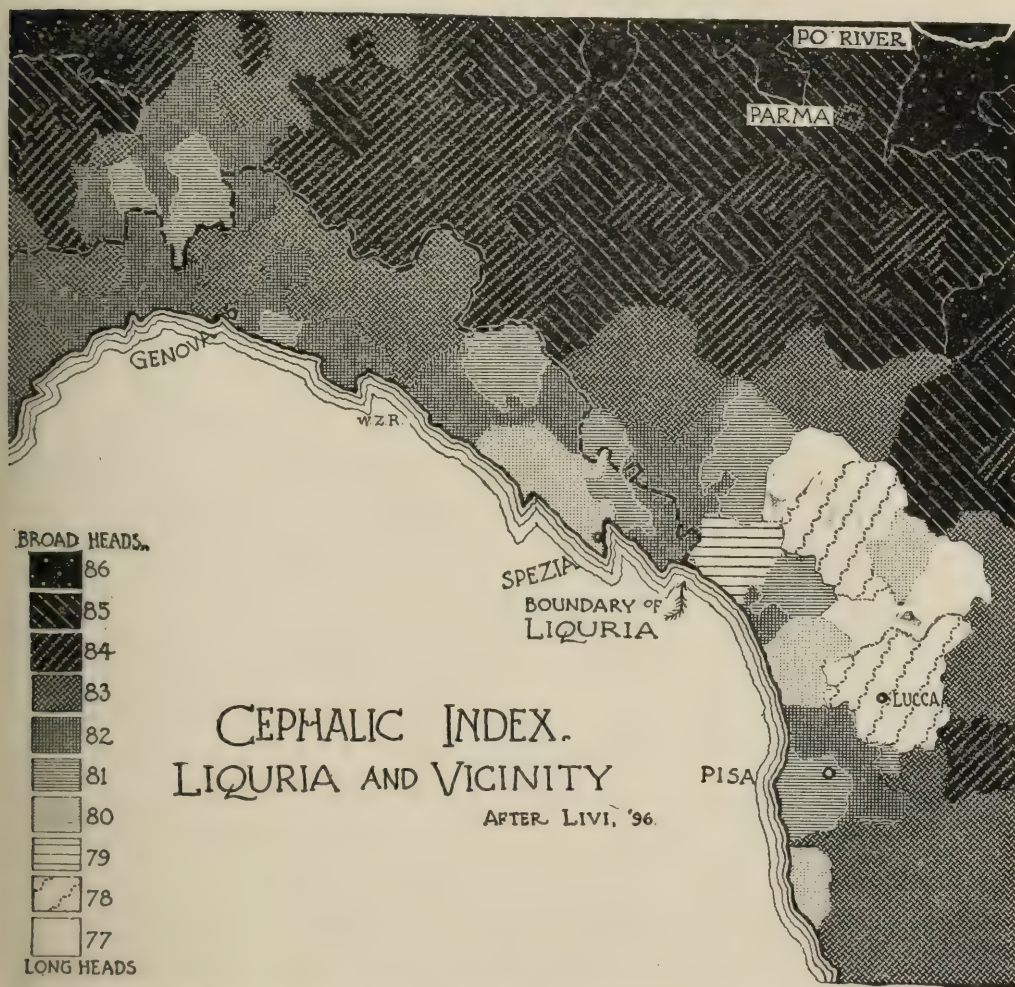 PO RIVER
PARMA
GENOVA
W.Z.R.
SPEZIA
BOUNDARY OF
LIQURIA
LUCCA
PISA
CEPHALIC INDEX.
LIQURIA AND VICINITY
AFTER LIVI, '96.
BROAD HEADS.
86
85
84
83
82
81
80
79
78
77
LONG HEADS